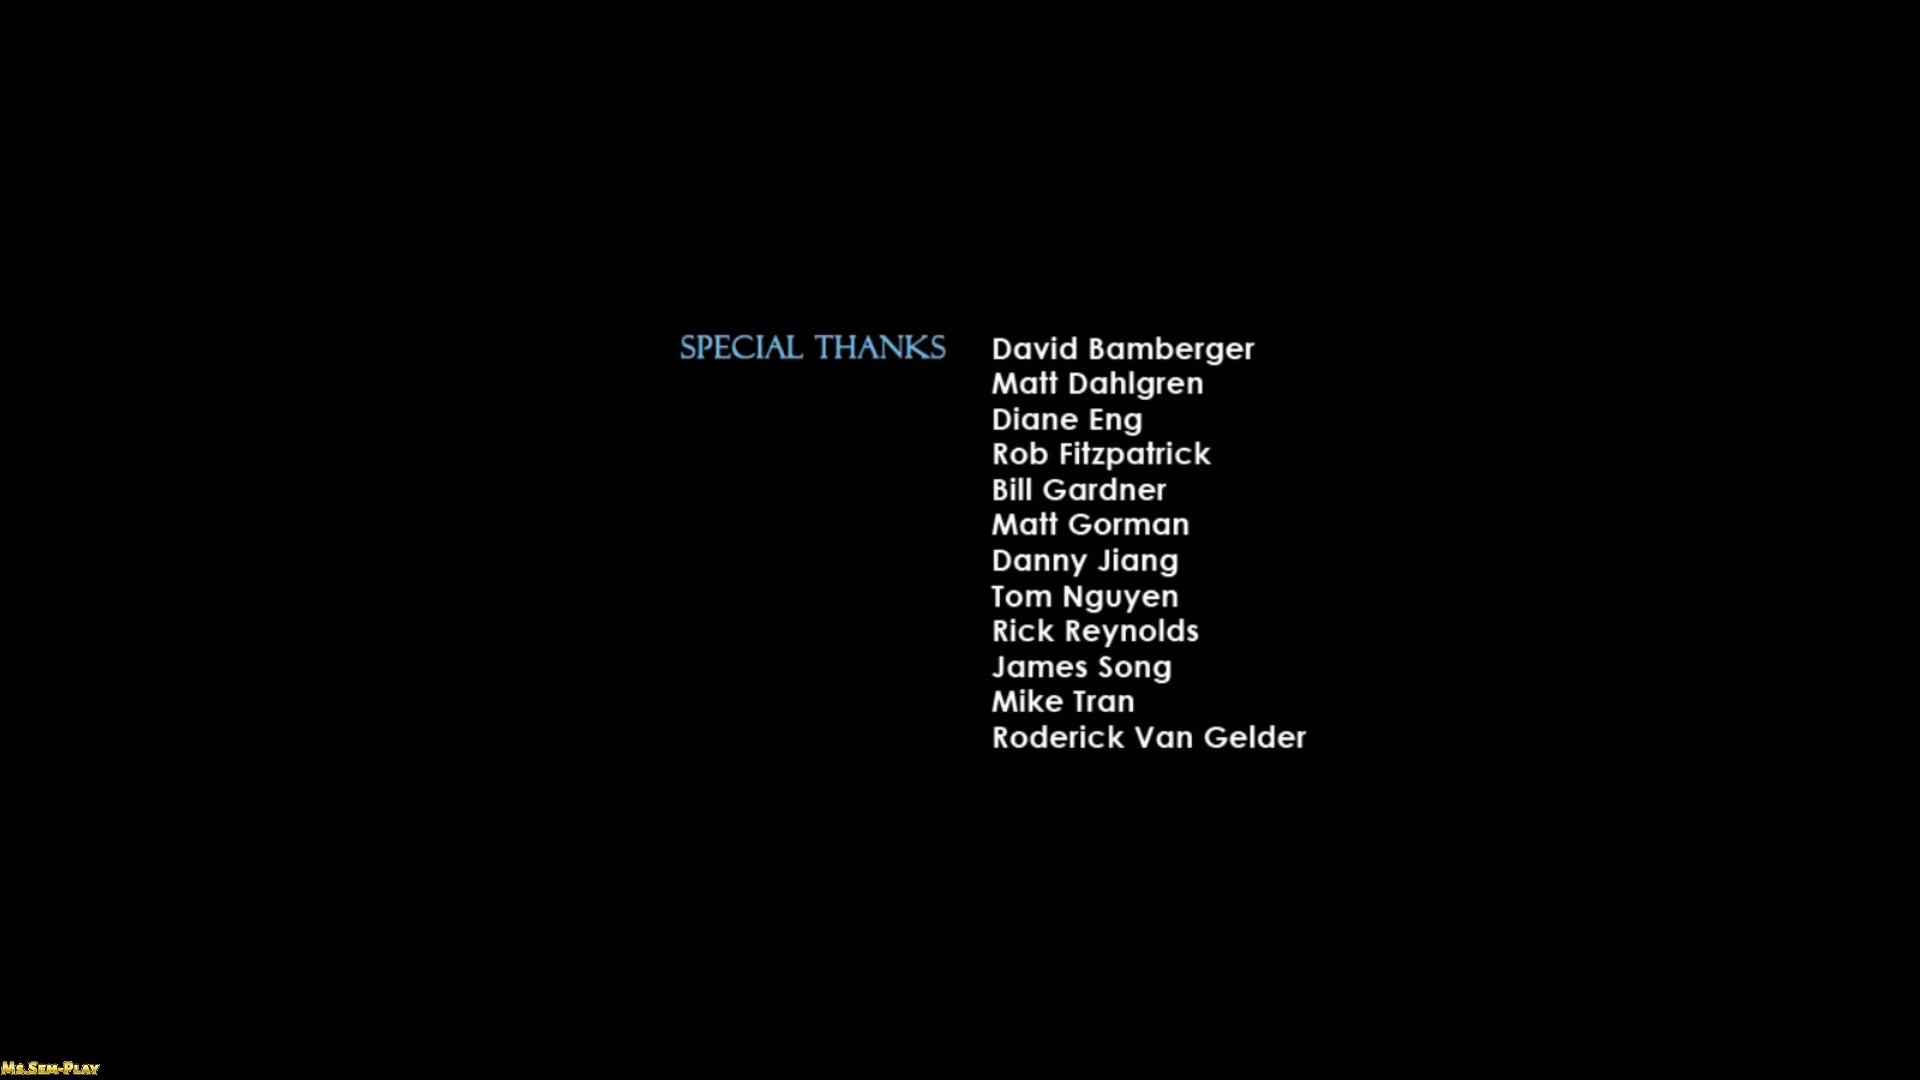 SPECIAL THANKS David Bamberger
Matt Dahlgren
Diane Eng
Rob Fitzpatrick
Bill Gardner
Matt Gorman
Danny Jiang
Tom Nguyen
Rick Reynolds
James Song
Mike Tran
Roderick Van Gelder
Ms.Sem-Play